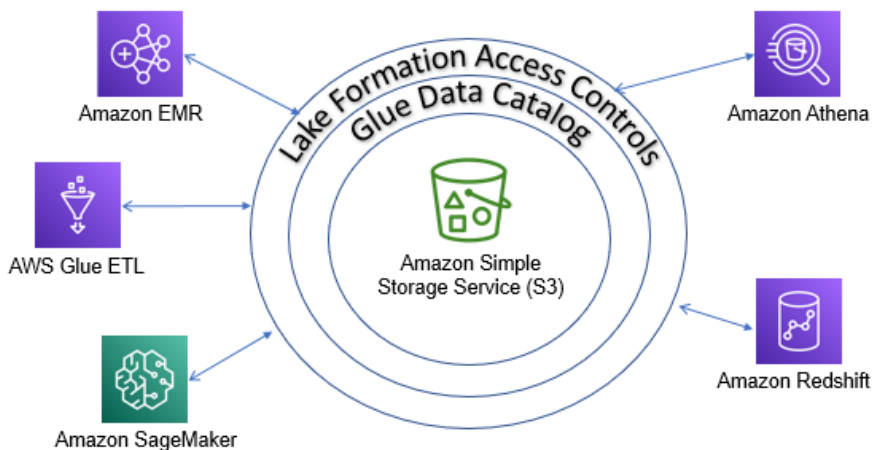 Lake Formation Access Controls
Glue Data Catalog
Amazon EMR
Amazon Athena
AWS Glue ETL
Amazon Simple
Storage Service (S3)
Amazon Redshift
Amazon SageMaker